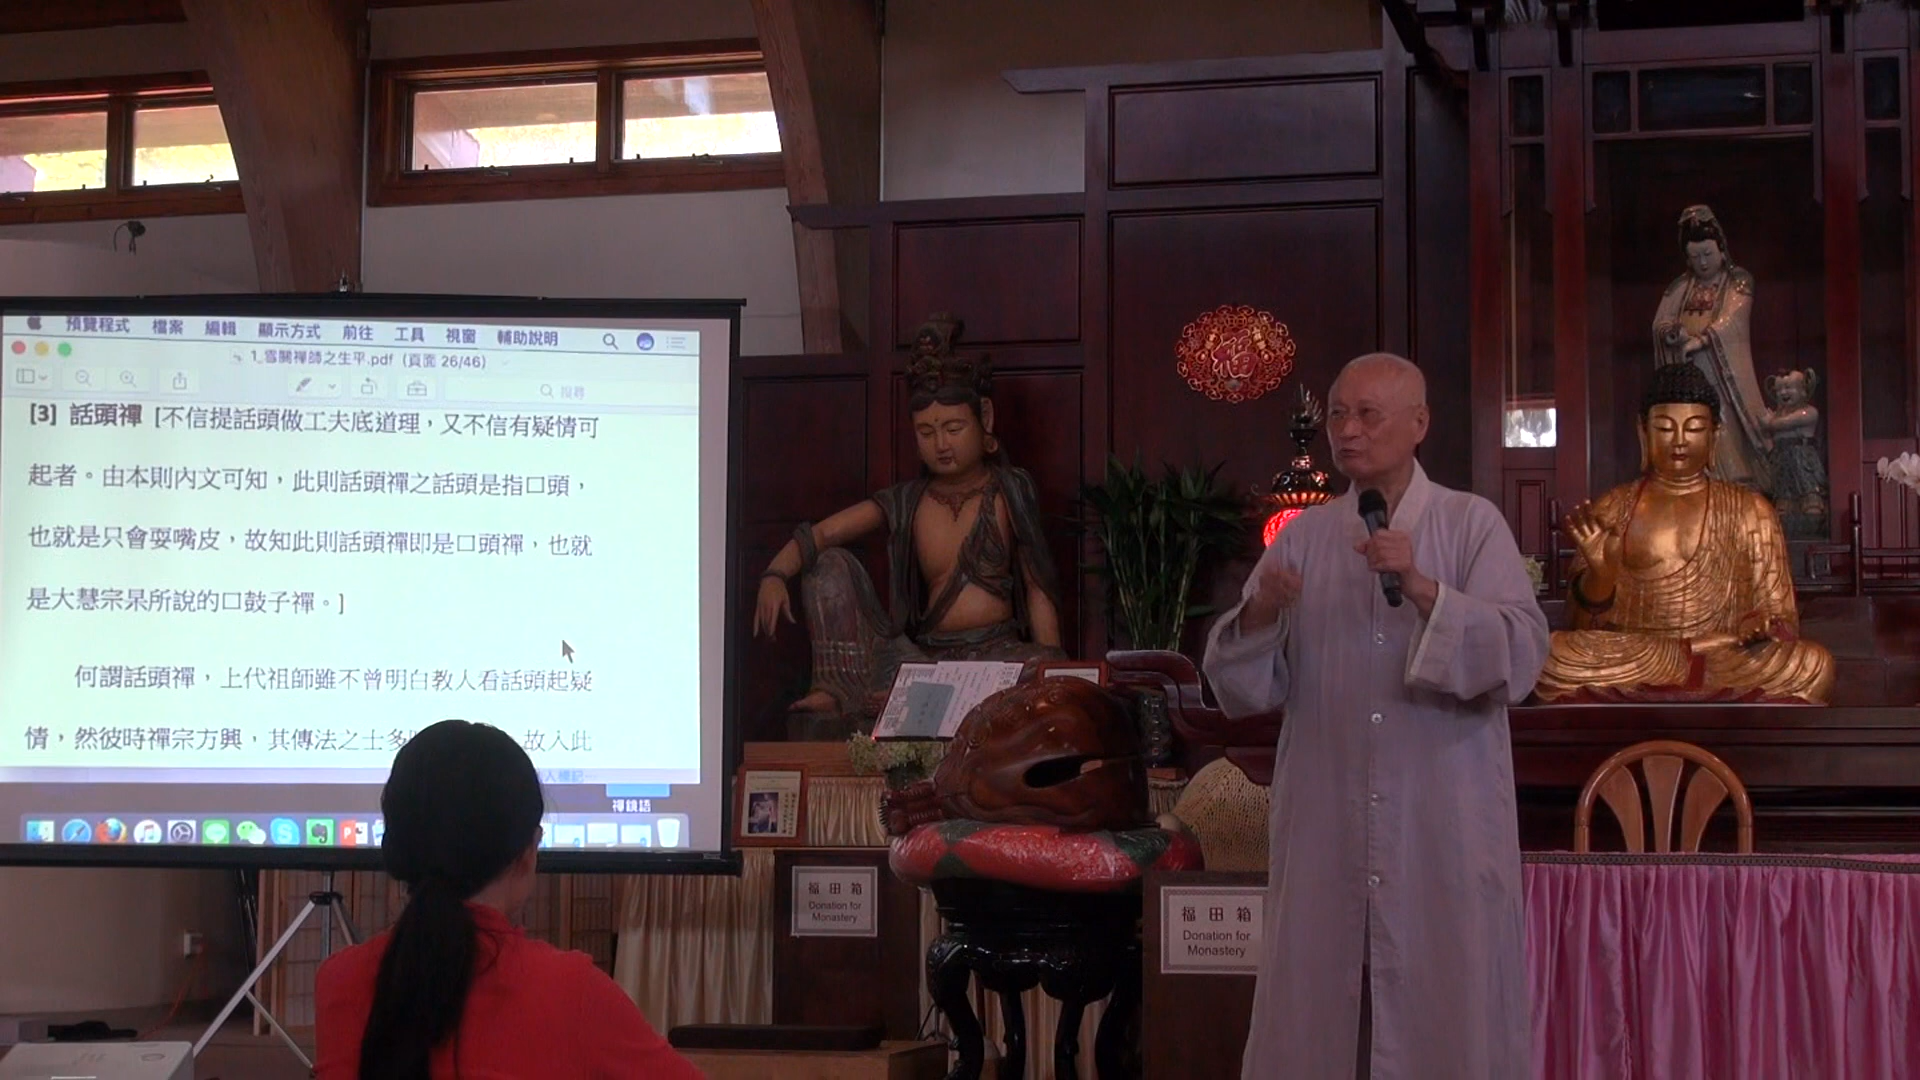 預覽程式 檔案 編輯 顯示方式 前往 工具 視窗 輔助說明
1_雪關禪師之生平.pdf (頁面 26/46)
搜尋
[3] 話頭禪 [不信提話頭做工夫底道理，又不信有疑情可
起者。由本則內文可知，此則話頭禪之話頭是指口頭，
也就是只會耍嘴皮，故知此則話頭禪即是口頭禪，也就
是大慧宗杲所說的口鼓子禪。]
何謂話頭禪，上代祖師雖不曾明白教人看話頭起疑
情，然彼時禪宗方興，其傳法之士多
故入此
福
福田箱
Donation for
Monastery
福田箱
Donation for
Monastery